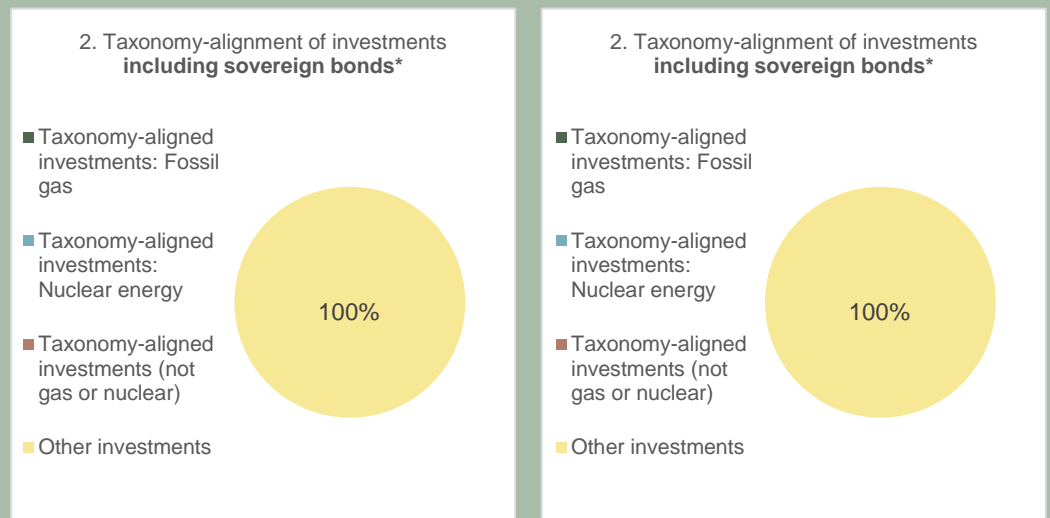 2. Taxonomy-alignment of investments
including sovereign bonds*
Taxonomy-aligned
investments: Fossil
gas
Taxonomy-aligned
investments:
Nuclear energy
Taxonomy-aligned
investments (not
gas or nuclear)
Other investments
100%
2. Taxonomy-alignment of investments
including sovereign bonds*
Taxonomy-aligned
investments: Fossil
gas
Taxonomy-aligned
investments:
Nuclear energy
Taxonomy-aligned
investments (not
gas or nuclear)
Other investments
100%